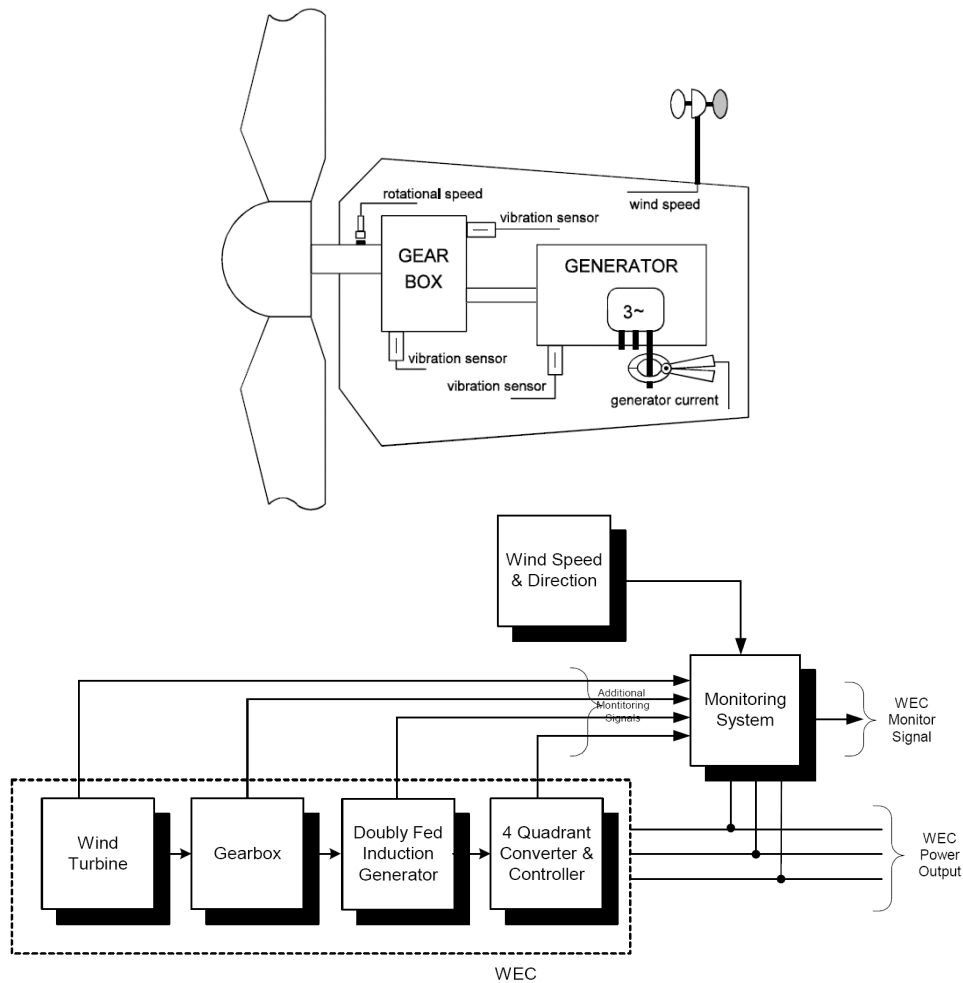 rotational speed
vibration sensor
wind speed
GEAR
BOX
GENERATOR
3~
vibration sensor
vibration sensor
generator current
Wind Speed
& Direction
Additional
Montitoring
Signals
Monitoring
System
WEC
Monitor
Signal
Wind
Turbine
Gearbox
Doubly Fed
Induction
Generator
4 Quadrant
Converter &
Controller
WEC
Power
Output
WEC